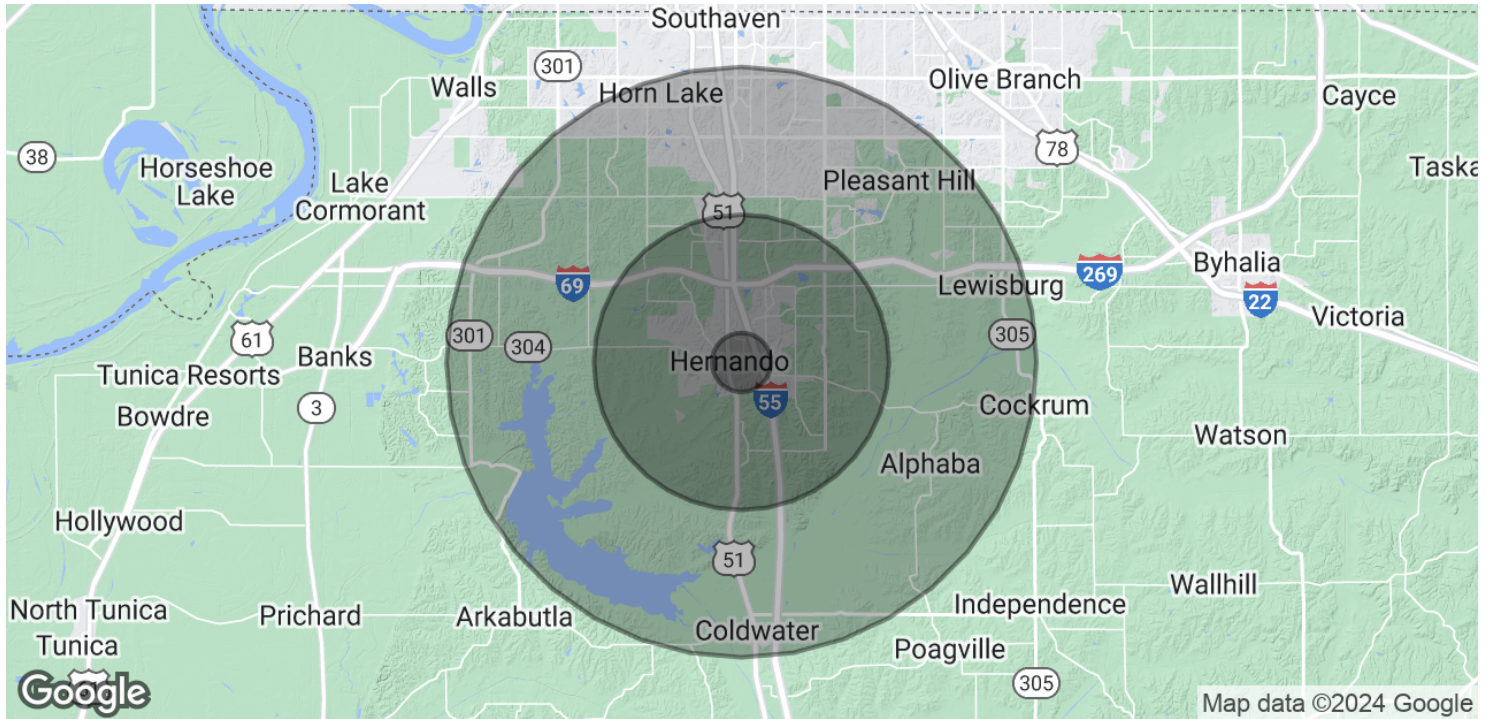 Southaven
301
Walls
Horn Lake
Olive Branch
Cayce
38
Horseshoe
Lake
78
Taska
Lake
Cormorant
Pleasant Hill
51
69
269
Byhalia
Lewisburg
22
Victoria
61
301
304
305
Banks
Hernando
Tunica Resorts
55
3
Bowdre
Cockrum
Watson
Alphaba
Hollywood
51
Wallhill
North Tunica
Prichard
Arkabutla
Independence
Coldwater
Tunica
Poagville
305
Google
Map data ©2024 Google